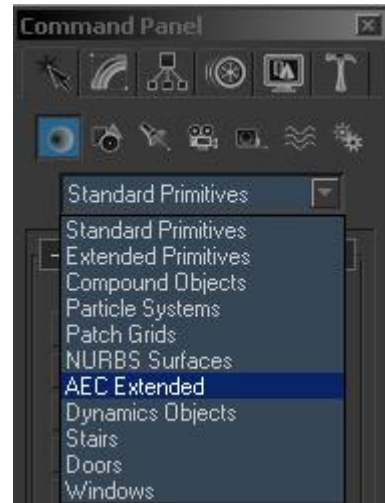 Command Panel
Standard Primitives
Standard Primitives
Extended Primitives
Compound Objects
Particle Systems
Patch Grids
NURBS Surfaces
AEC Extended
Dynamics Objects
Stairs
Doors
Windows